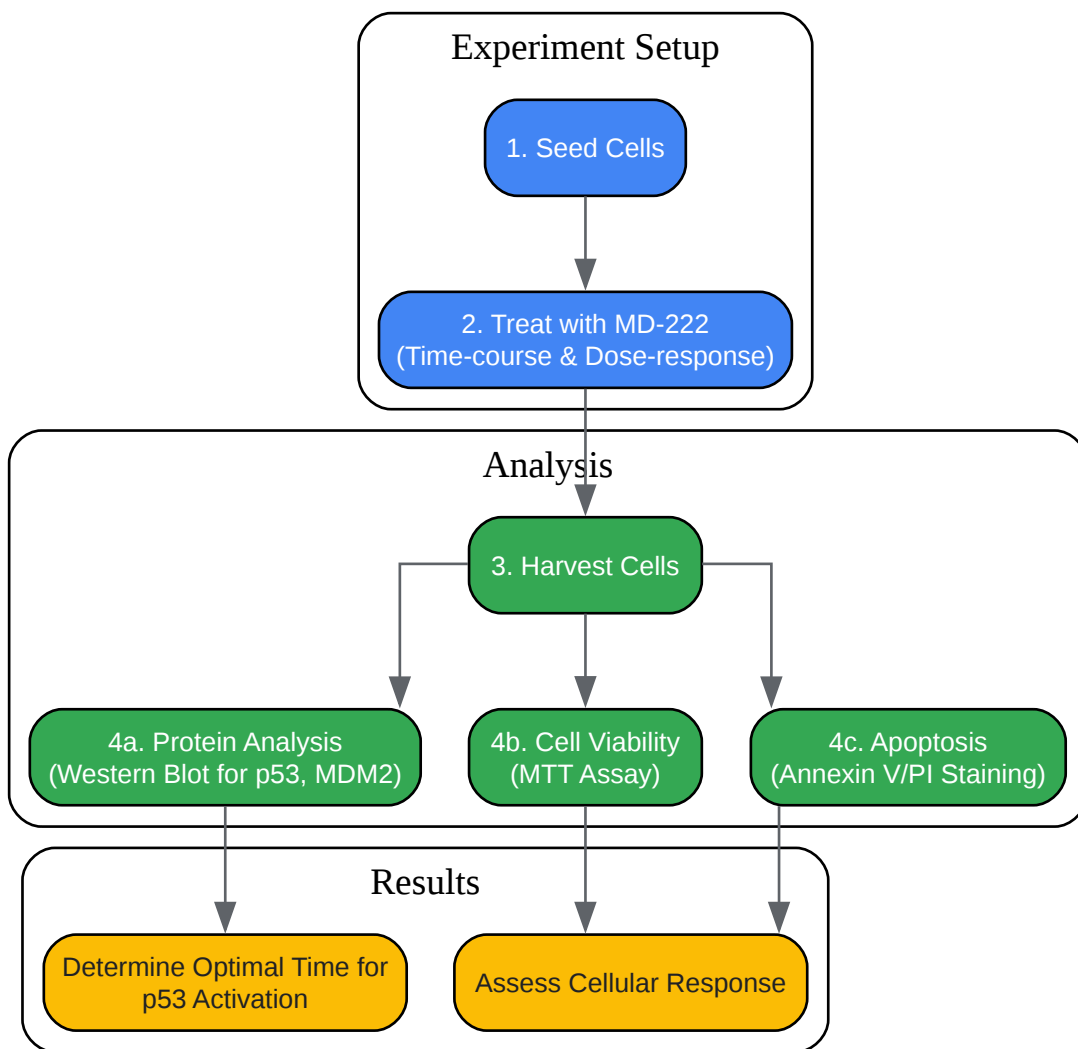 Experiment Setup
1. Seed Cells
2. Treat with MD-222
(Time-course & Dose-response)
Analysis
3. Harvest Cells
4a. Protein Analysis
(Western Blot for p53, MDM2)
4b. Cell Viability
(MTT Assay)
4c. Apoptosis
(Annexin V/PI Staining)
Results
Determine Optimal Time for
p53 Activation
Assess Cellular Response